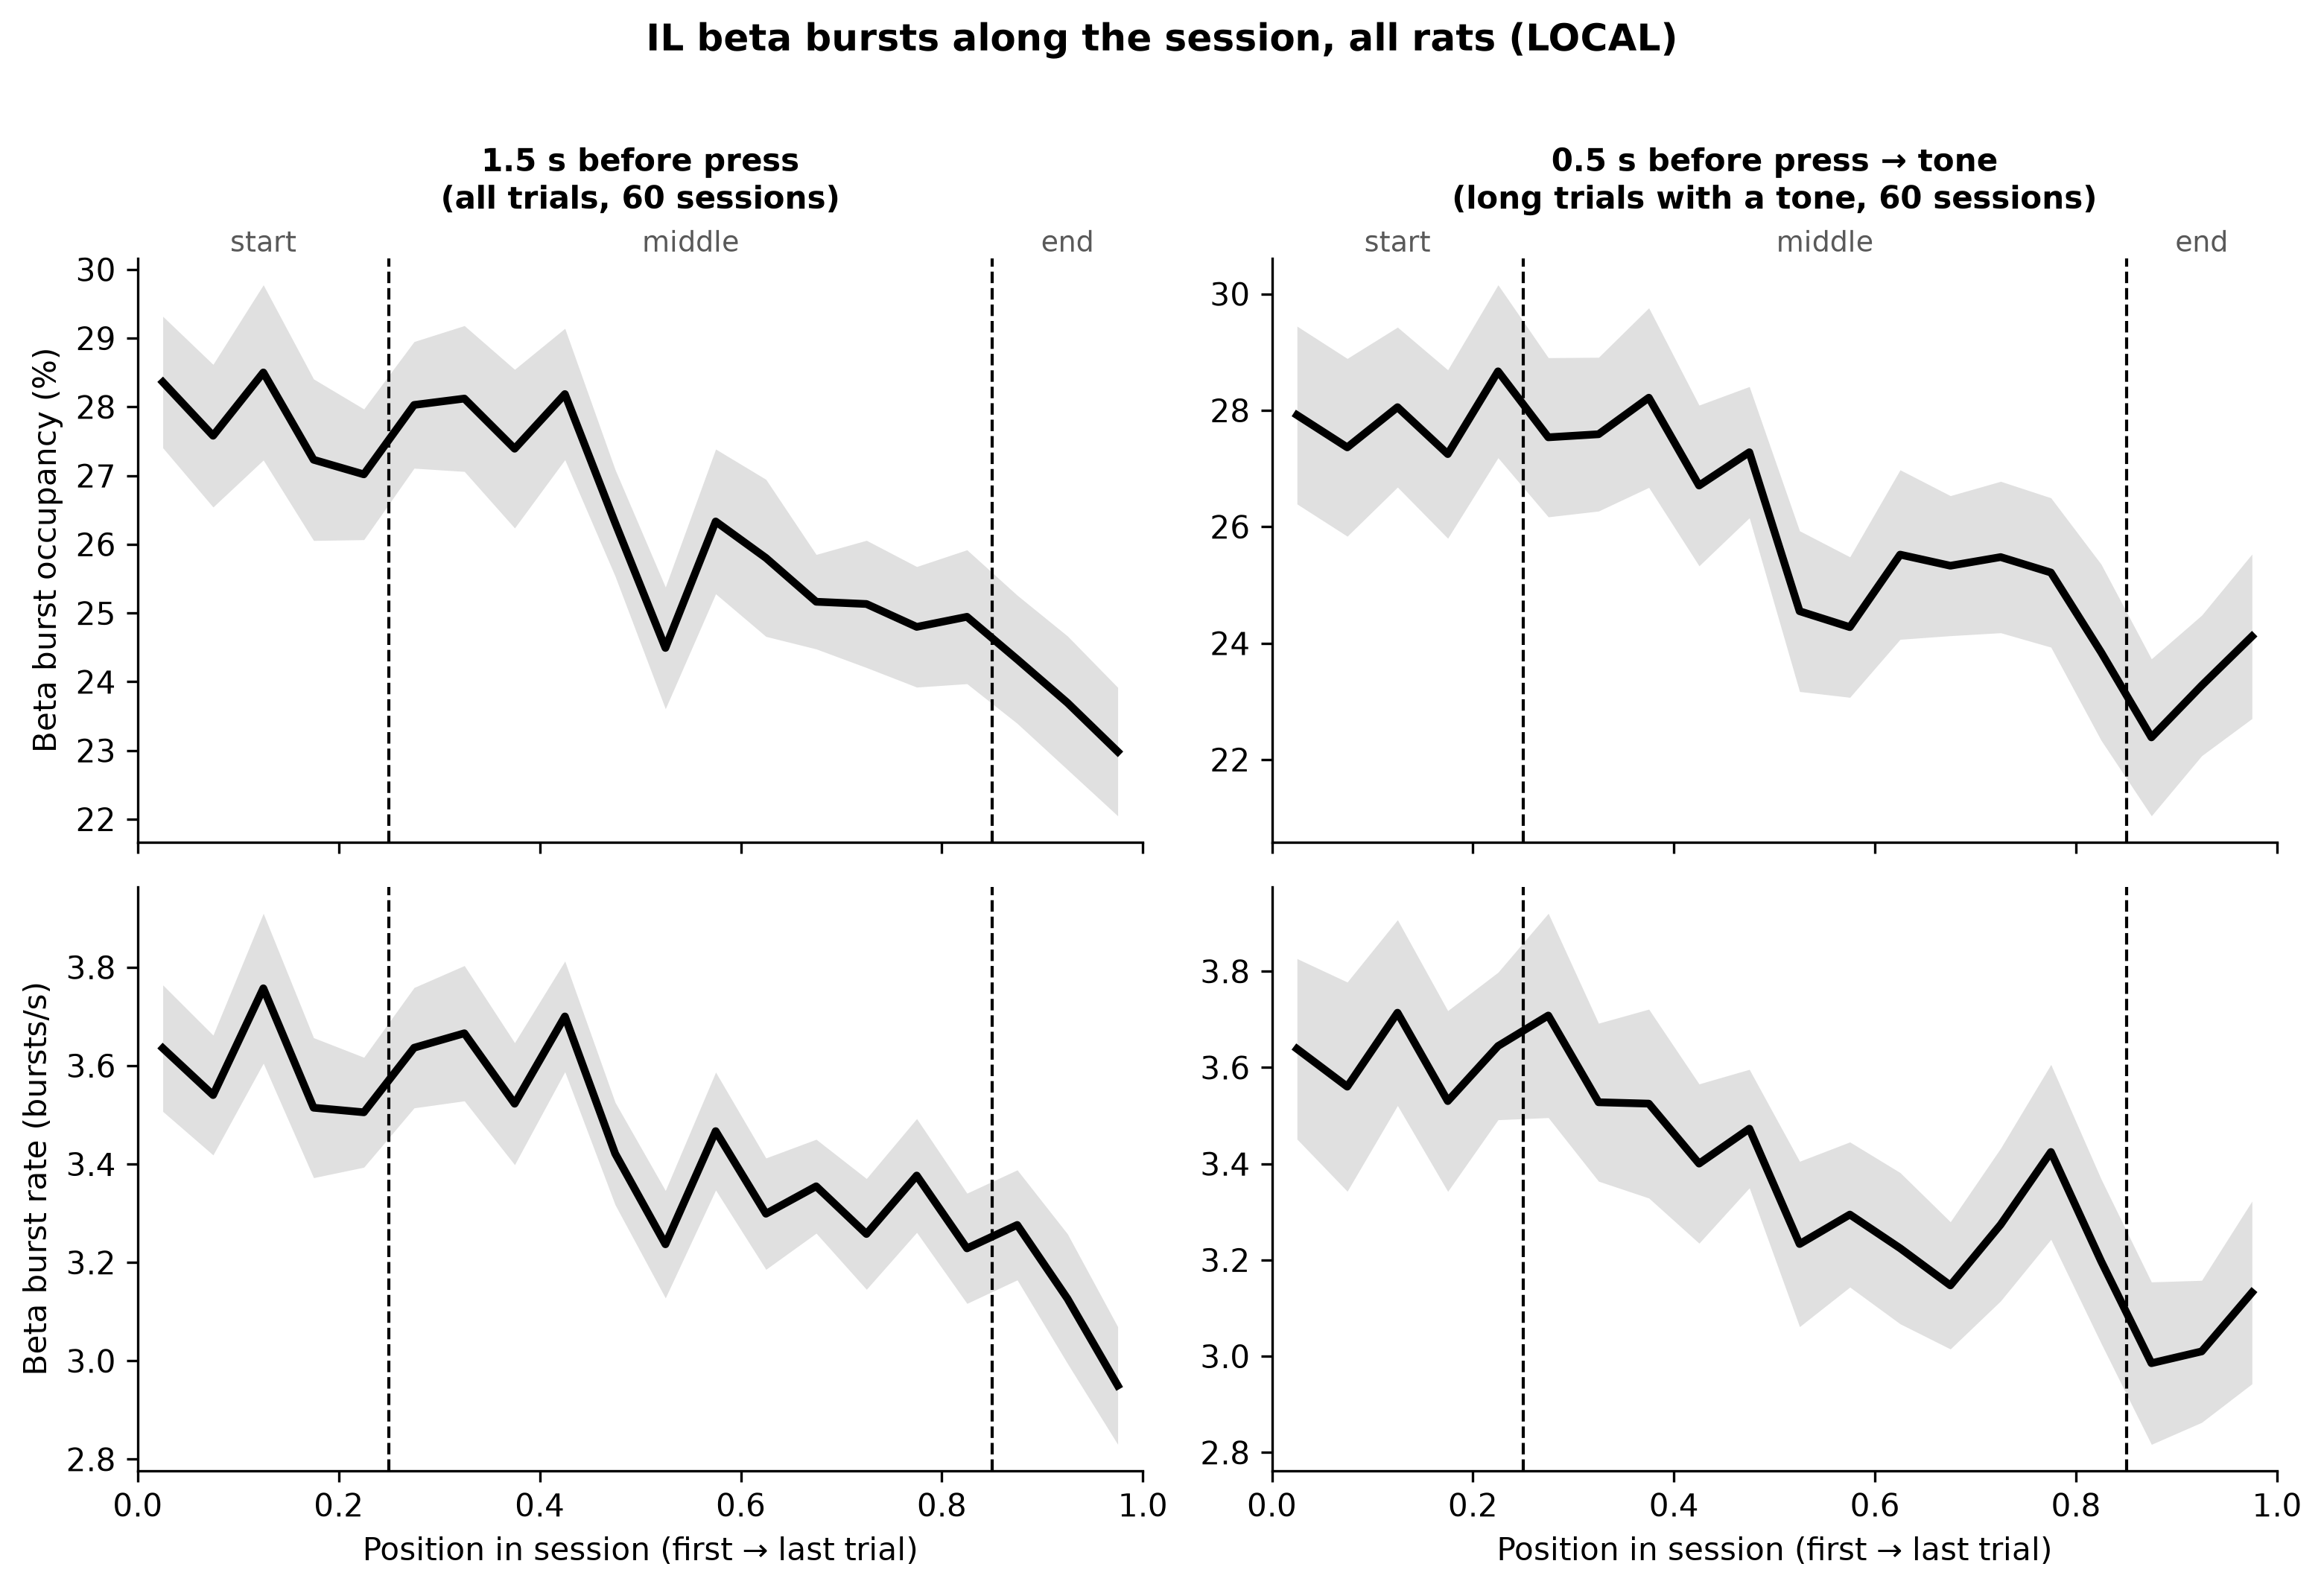 IL beta bursts along the session, all rats (LOCAL)
1.5 s before press
(all trials, 60 sessions)
start middle end
30
29
28
27
26
25
24
23
22
Beta burst occupancy (%)
0.5 s before press → tone
(long trials with a tone, 60 sessions)
start middle end
30
28
26
24
22
3.8
3.6
3.4
3.2
3.0
2.8
Beta burst rate (bursts/s)
0.0 0.2 0.4 0.6 0.8 1.0
Position in session (first → last trial)
3.8
3.6
3.4
3.2
3.0
2.8
0.0 0.2 0.4 0.6 0.8 1.0
Position in session (first → last trial)